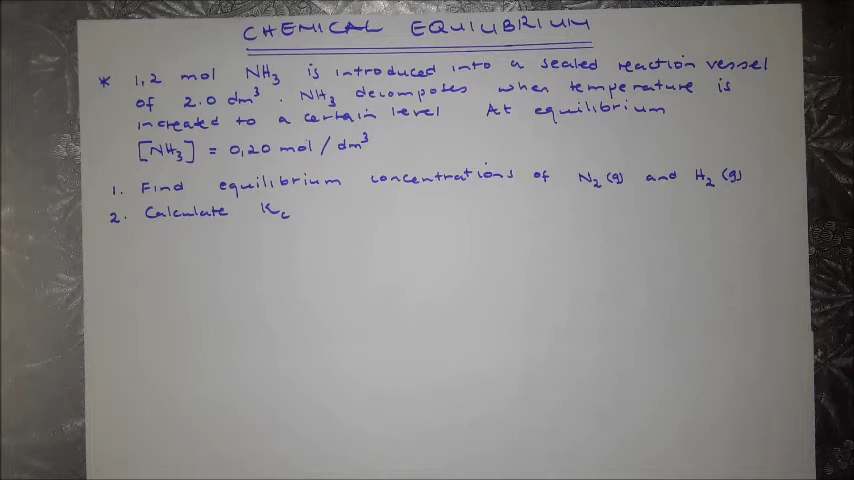 CHEMICAL EQUILIBRIUM
* 1,2 mol NH₃ is introduced into a sealed reaction vessel
of 2.0 dm³. NH₃ decomposes when temperature is
increated to a certain level At equilibrium
[NH₃] = 0,20 mol/dm³
1. Find equilibrium concentrations of N₂(g) and H₂(g)
2. Calculate Kc